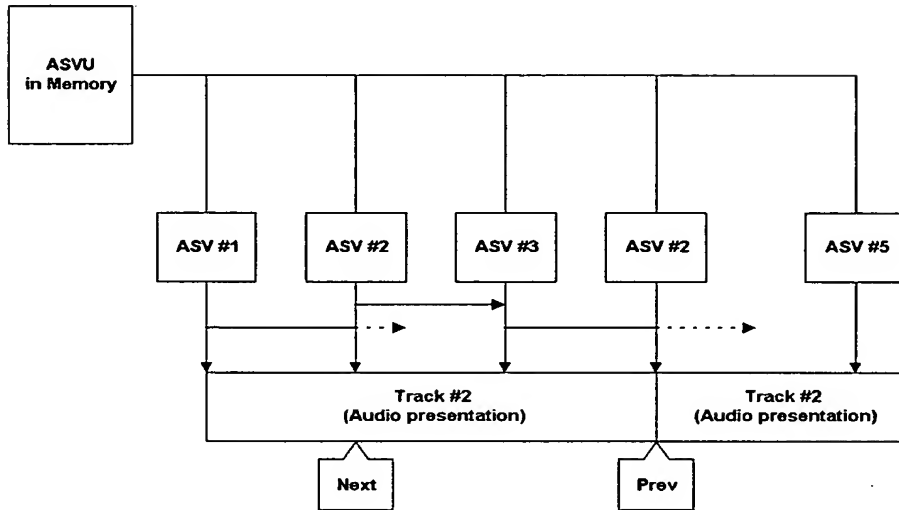 ASVU
in Memory
ASV #1
ASV #2
ASV #3
ASV #2
ASV #5
Track #2
(Audio presentation)
Track #2
(Audio presentation)
Next
Prev